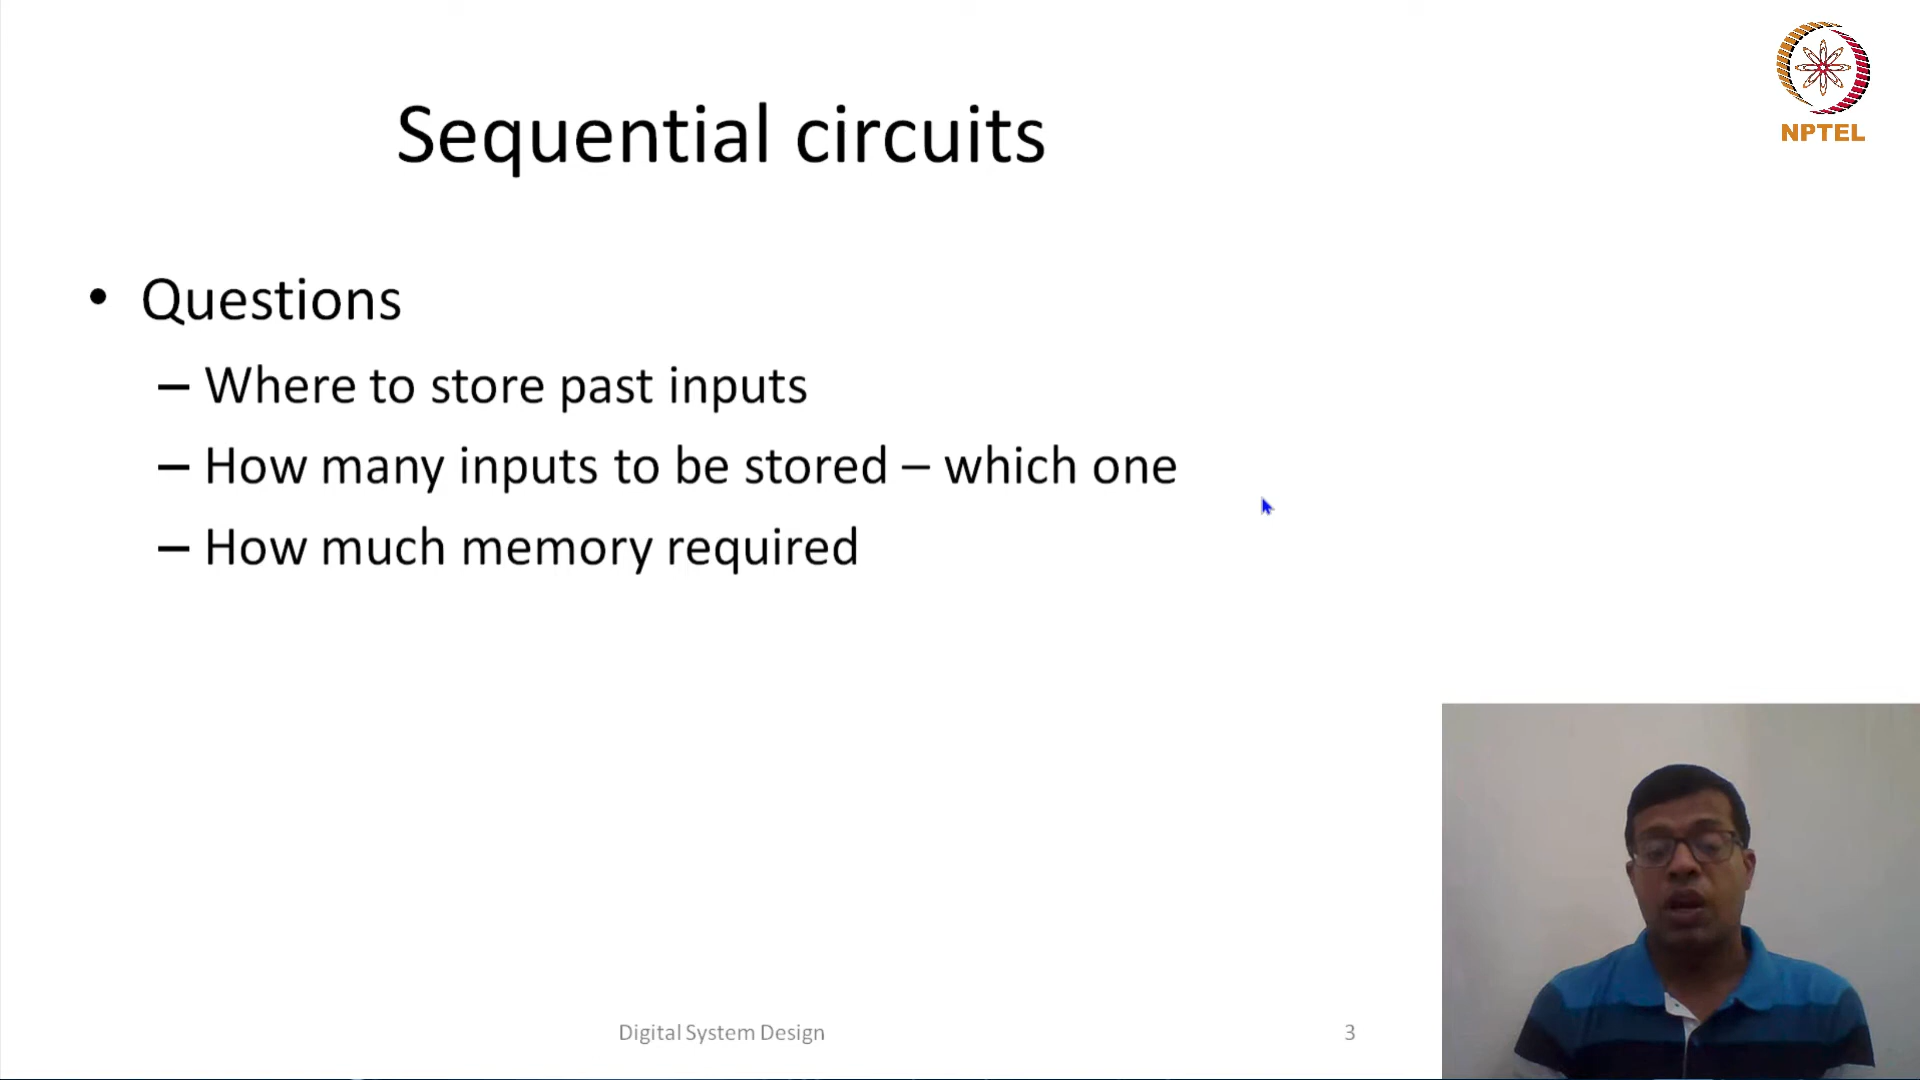 NPTEL
Sequential circuits
• Questions
– Where to store past inputs
– How many inputs to be stored – which one
– How much memory required
Digital System Design
3